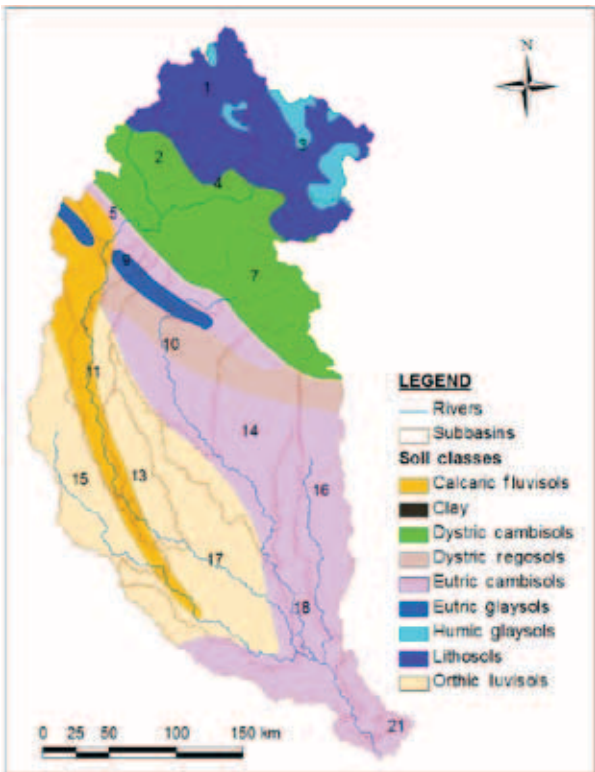 N
1
3
2
4
5
7
9
10
11
14
15
13
16
17
18
21
LEGEND
Rivers
Subbasins
Soil classes
Calcaric fluvisols
Clay
Dystric cambisols
Dystric regosols
Eutric cambisols
Eutric glaysols
Humic glaysols
Lithosols
Orthic luvisols
0 25 50 100 150 km